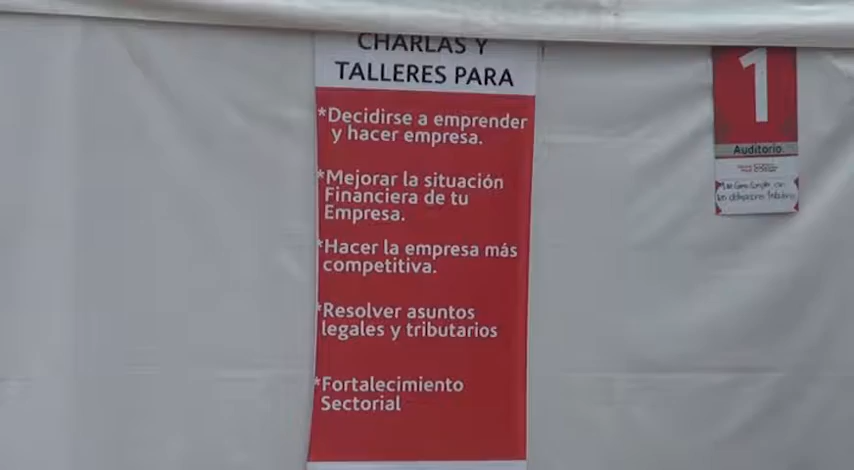 CHARLAS Y
TALLERES PARA
*Decidirse a emprender
y hacer empresa.
*Mejorar la situación
Financiera de tu
Empresa.
*Hacer la empresa más
competitiva.
*Resolver asuntos
legales y tributarios
*Fortalecimiento
Sectorial
1
Auditorio